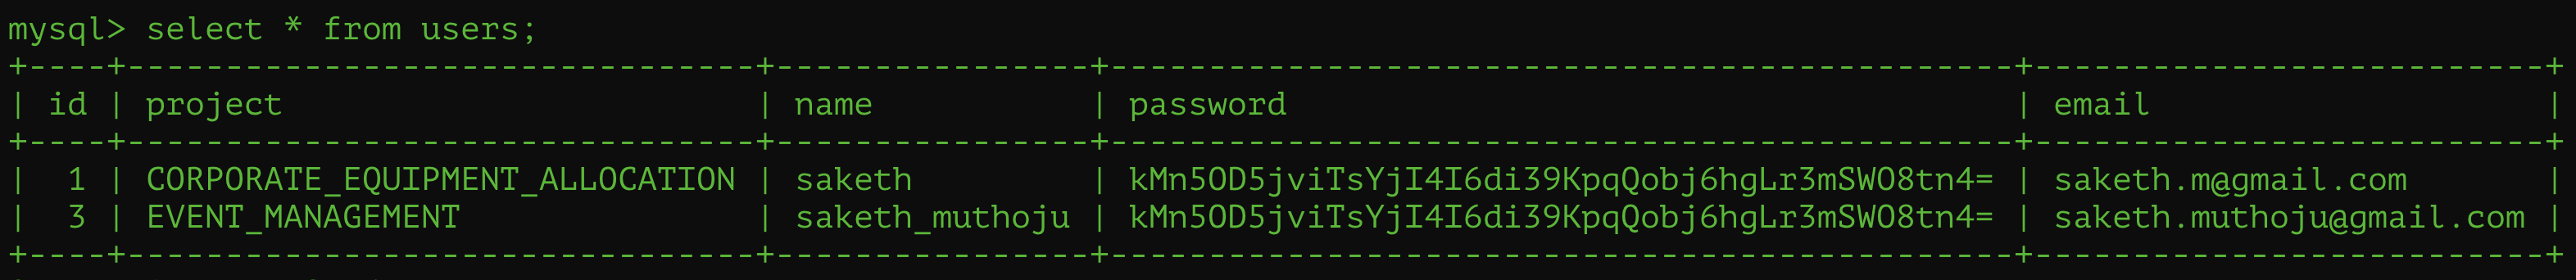 mysql> select * from users;
+----+--------------------------------+---------------+----------------------------------------------+--------------------------+
| id | project                        | name          | password                                     | email                    |
+----+--------------------------------+---------------+----------------------------------------------+--------------------------+
|  1 | CORPORATE_EQUIPMENT_ALLOCATION | saketh        | kMn5OD5jviTsYjI4I6di39KpqQobj6hgLr3mSWO8tn4= | saketh.m@gmail.com       |
|  3 | EVENT_MANAGEMENT               | saketh_muthoju | kMn5OD5jviTsYjI4I6di39KpqQobj6hgLr3mSWO8tn4= | saketh.muthoju@gmail.com |
+----+--------------------------------+---------------+----------------------------------------------+--------------------------+